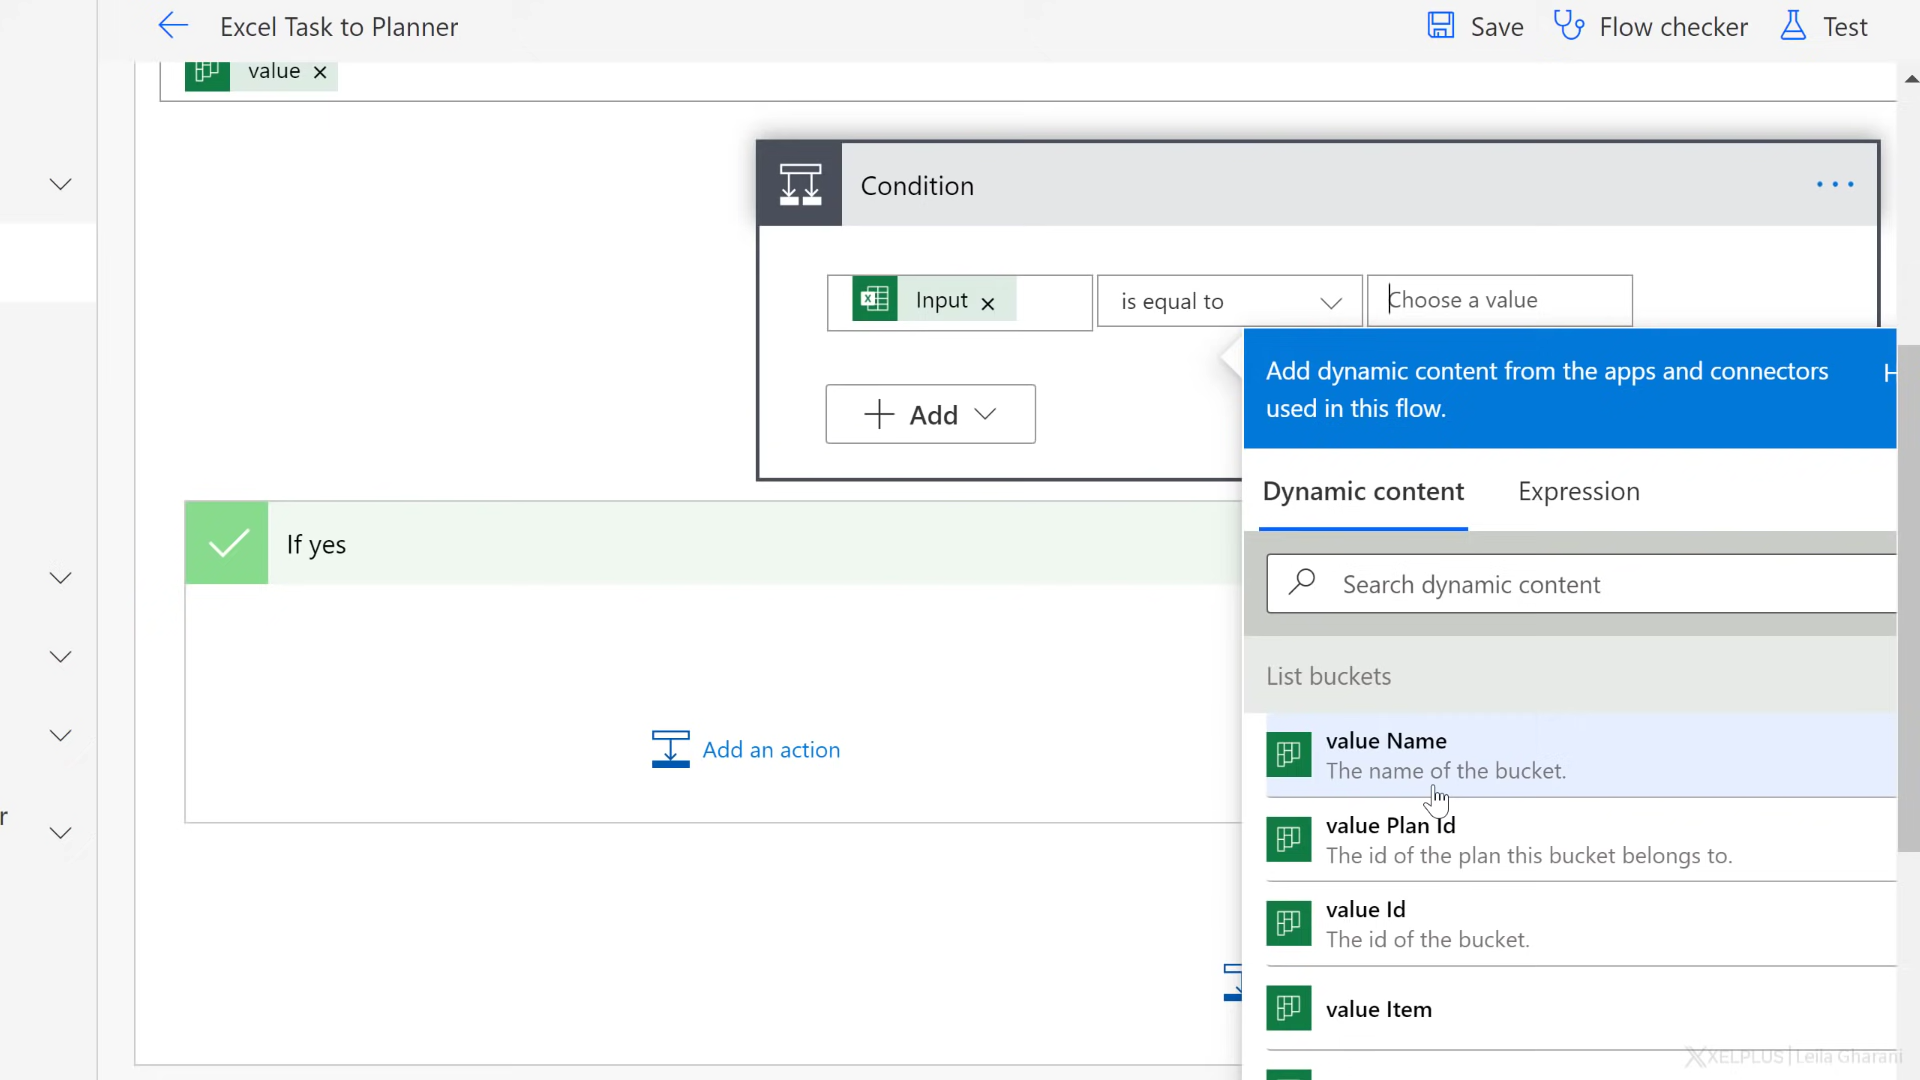 Excel Task to Planner
Save
Flow checker
Test
value
Condition
Input
is equal to
Choose a value
Add
Add dynamic content from the apps and connectors
used in this flow.
Dynamic content
Expression
Search dynamic content
If yes
Add an action
List buckets
value Name
The name of the bucket.
value Plan Id
The id of the plan this bucket belongs to.
value Id
The id of the bucket.
value Item
r
H
XELPLUS | Leila Gharani